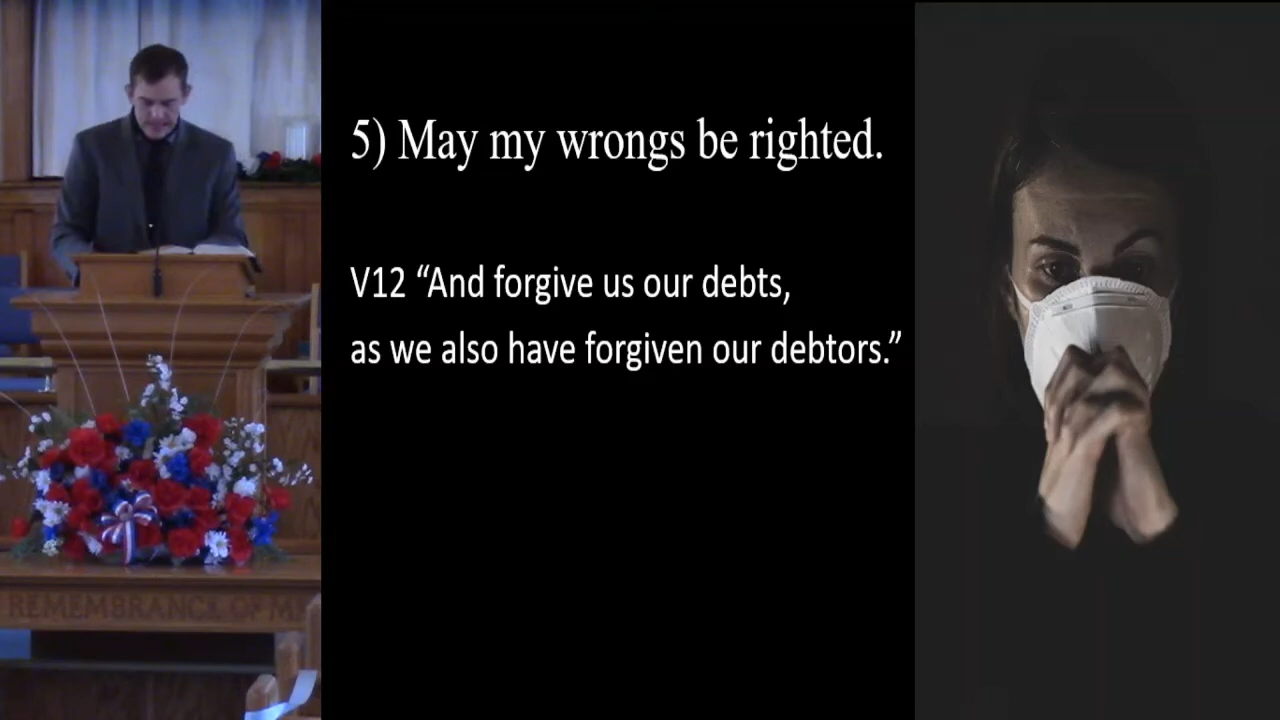 5) May my wrongs be righted.
V12 “And forgive us our debts,
as we also have forgiven our debtors.”
REMEMBRANCE OF M